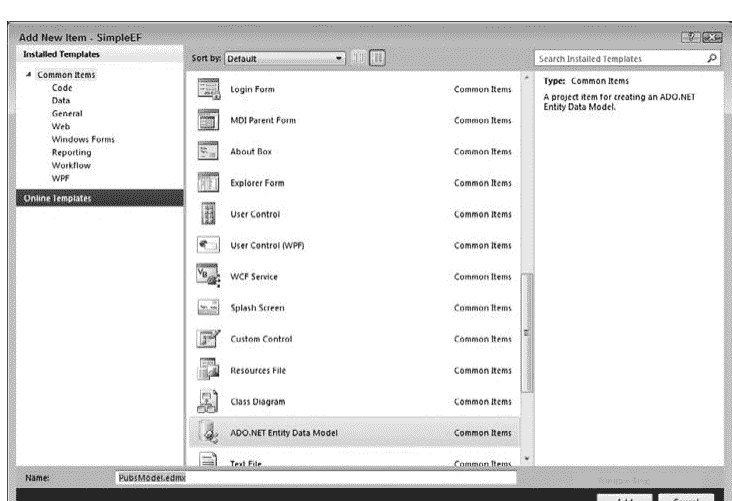 Add New Item - SimpleEF
Installed Templates
Sort by: Default
Search Installed Templates
Common Items
Code
Data
General
Web
Windows Forms
Reporting
Workflow
WPF
Online Templates
Login Form Common Items
MDI Parent Form Common Items
About Box Common Items
Explorer Form Common Items
User Control Common Items
User Control (WPF) Common Items
WCF Service Common Items
Splash Screen Common Items
Custom Control Common Items
Resources File Common Items
Class Diagram Common Items
ADO.NET Entity Data Model Common Items
Text File Common Items
Type: Common Items
A project item for creating an ADO.NET
Entity Data Model.
Name: PubsModel.edmx
Add Cancel